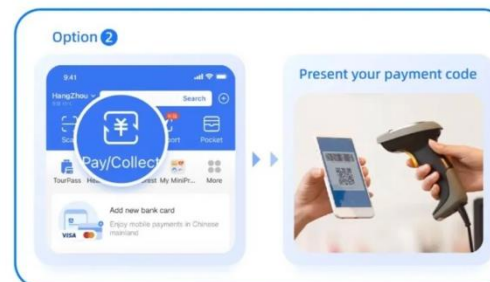 Option 2
Present your payment code
9:41
HangZhou
Search
Pay/Collect
Pocket
TourPass
My MiniPr...
More
Add new bank card
Enjoy mobile payments in Chinese
mainland
VISA